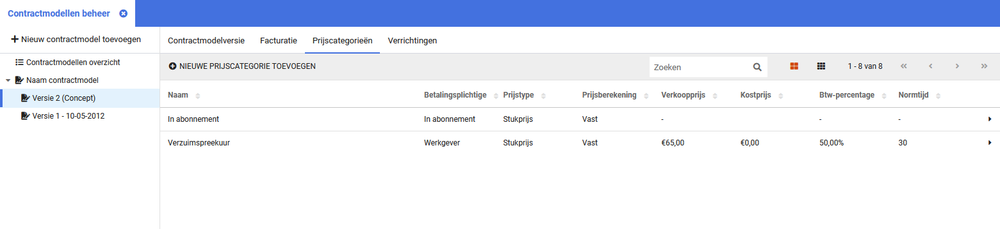 Contractmodellen beheer
Nieuw contractmodel toevoegen
Contractmodellen overzicht
Naam contractmodel
Versie 2 (Concept)
Versie 1 - 10-05-2012
Contractmodelversie Facturatie Prijscategorieën Verrichtingen
NIEUWE PRIJSCATEGORIE TOEVOEGEN Zoeken 1 - 8 van 8
Naam Betalingsplichtige Prijstype Prijsberekening Verkoopprijs Kostprijs Btw-percentage Normtijd
In abonnement In abonnement Stukprijs Vast - - -
Verzuimspreekuur Werkgever Stukprijs Vast €65,00 €0,00 50,00% 30